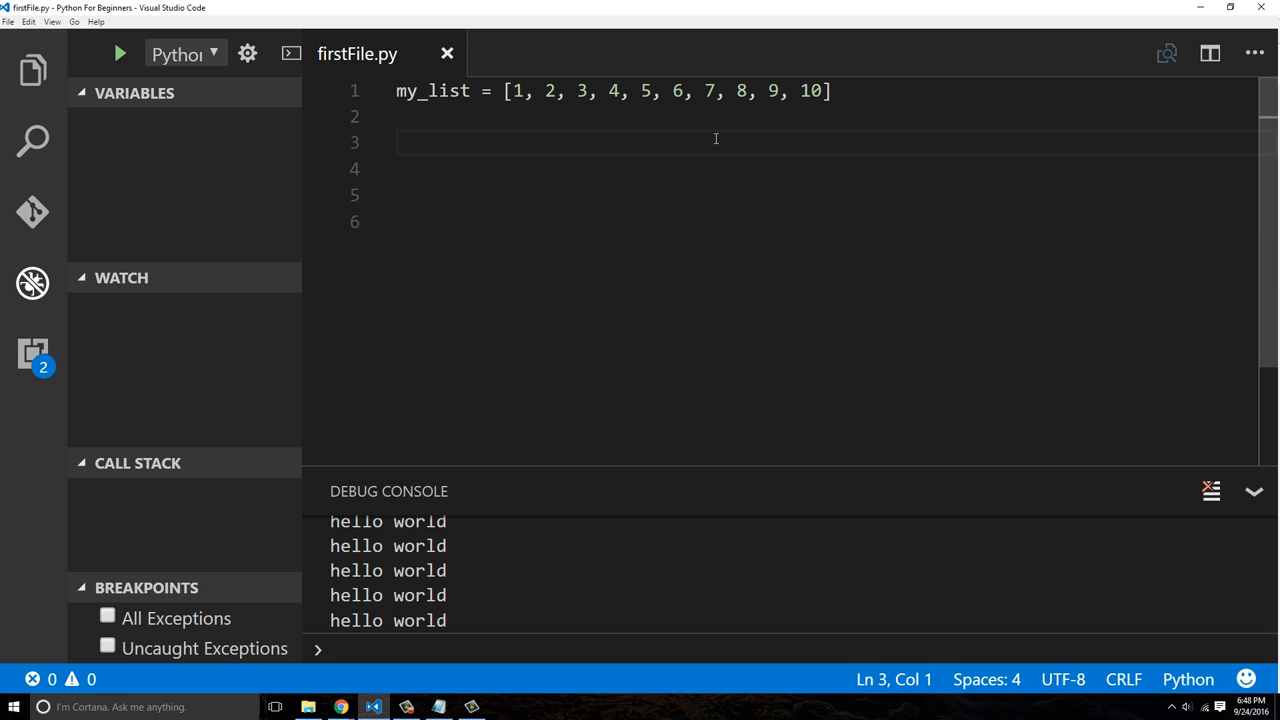 firstFile.py - Python For Beginners - Visual Studio Code
File Edit View Go Help
Python
firstFile.py
VARIABLES
WATCH
CALL STACK
BREAKPOINTS
All Exceptions
Uncaught Exceptions
2
1 my_list = [1, 2, 3, 4, 5, 6, 7, 8, 9, 10]
2
3
4
5
6
DEBUG CONSOLE
hello world
hello world
hello world
hello world
hello world
0 0 Ln 3, Col 1 Spaces: 4 UTF-8 CRLF Python
I'm Cortana. Ask me anything.
6:48 PM
9/24/2016